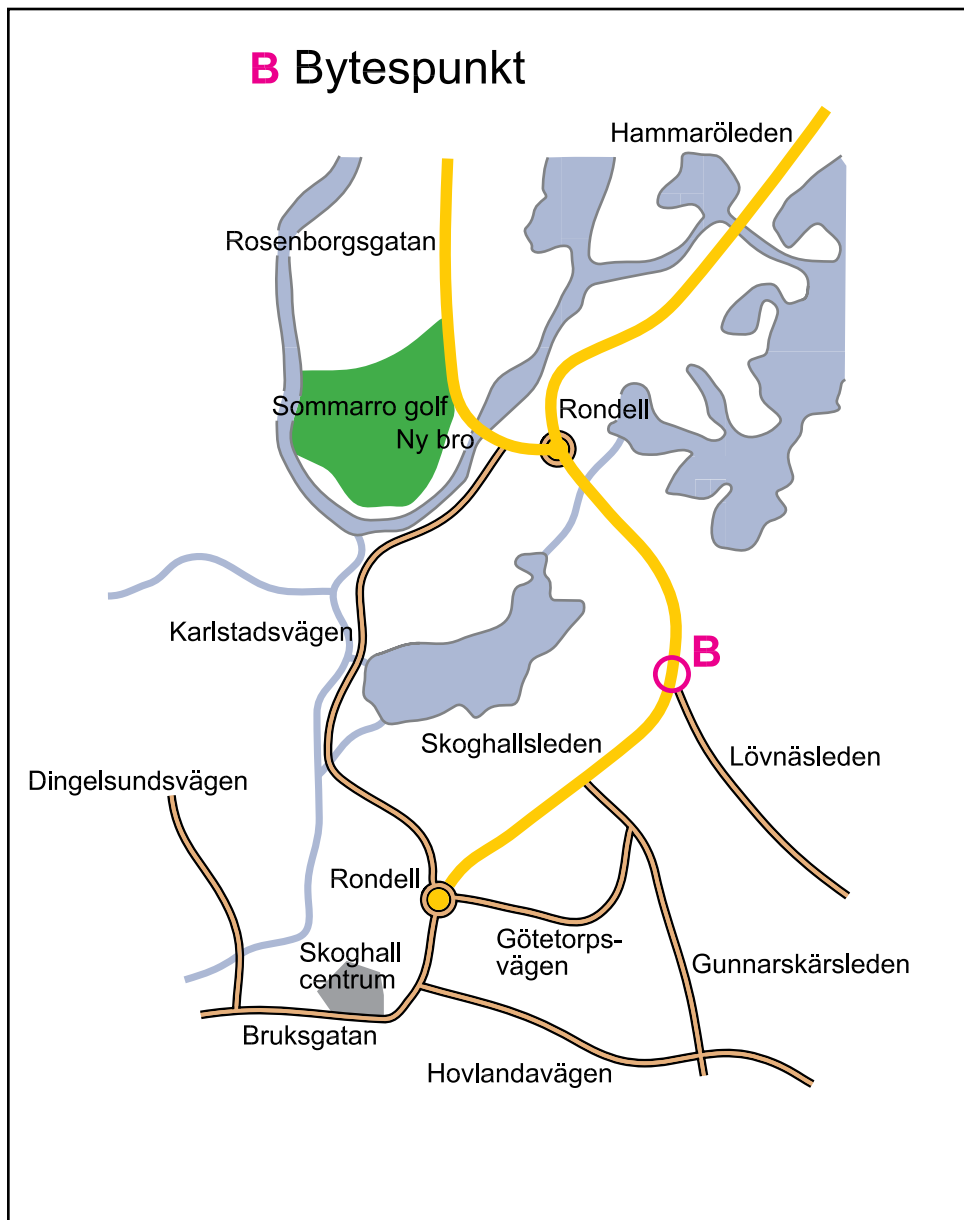 B Bytespunkt
Hammaröleden
Rosenborgsgatan
Sommarro golf
Rondell
Ny bro
Karlstadsvägen
B
Skoghallsleden
Lövnäsleden
Dingelsundsvägen
Rondell
Götetorps-
vägen
Skoghall
centrum
Gunnarskärsleden
Bruksgatan
Hovlandavägen